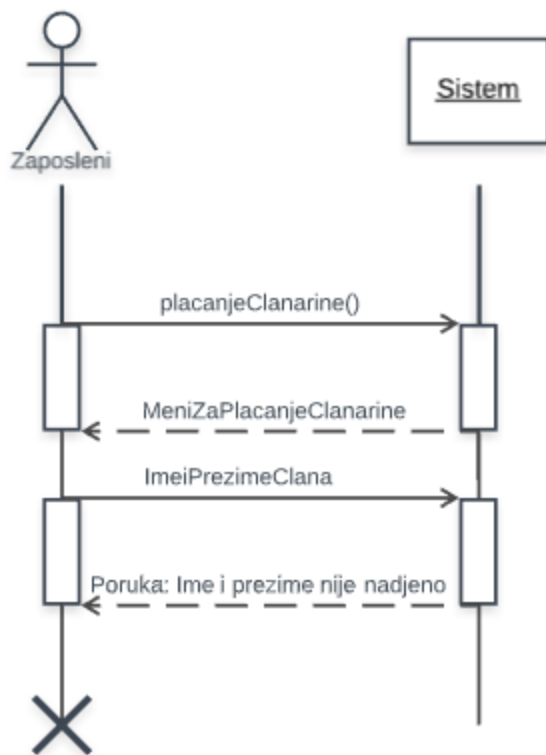 Zaposleni
Sistem
placanjeClanarine()
MeniZaPlacanjeClanarine
ImeiPrezimeClana
Poruka: Ime i prezime nije nadjeno